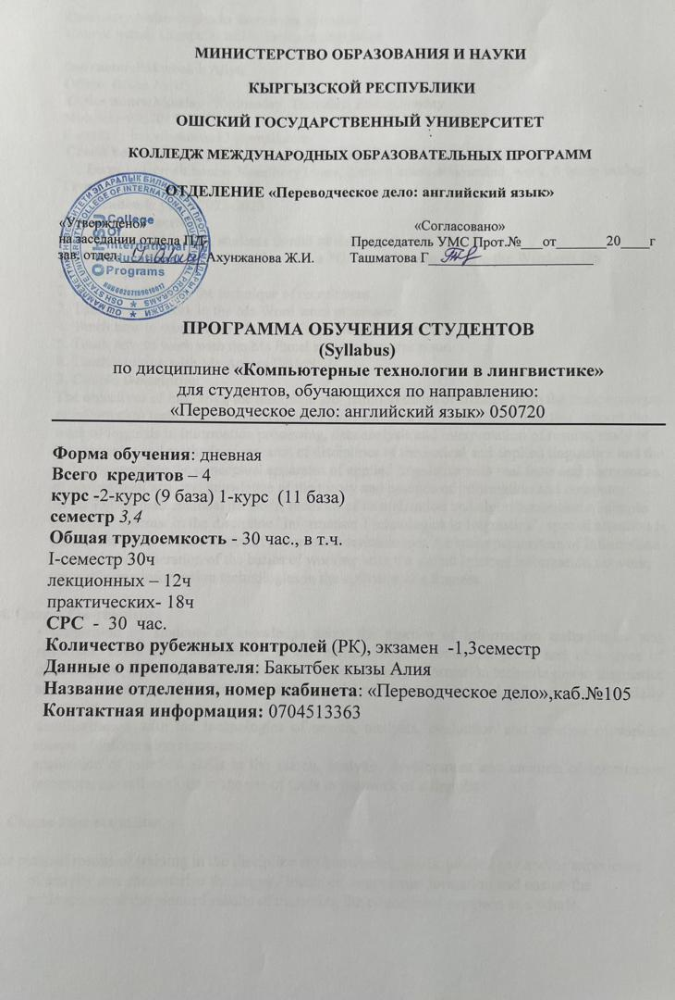 МИНИСТЕРСТВО ОБРАЗОВАНИЯ И НАУКИ
КЫРГЫЗСКОЙ РЕСПУБЛИКИ
ОШСКИЙ ГОСУДАРСТВЕННЫЙ УНИВЕРСИТЕТ
КОЛЛЕДЖ МЕЖДУНАРОДНЫХ ОБРАЗОВАТЕЛЬНЫХ ПРОГРАММ
ОТДЕЛЕНИЕ «Переводческое дело: английский язык»
«Утверждено» «Согласовано»
на заседании отдела ПД, Председатель УМС Прот.№___от_______20____г
зав. отдел. Ахунжанова Ж.И. Ташматова Г
College
Of
International
Educational
Programs
ПРОГРАММА ОБУЧЕНИЯ СТУДЕНТОВ
(Syllabus)
по дисциплине «Компьютерные технологии в лингвистике»
для студентов, обучающихся по направлению:
«Переводческое дело: английский язык» 050720
Форма обучения: дневная
Всего кредитов – 4
курс -2-курс (9 база) 1-курс (11 база)
семестр 3,4
Общая трудоемкость - 30 час., в т.ч.
I-семестр 30ч
лекционных – 12ч
практических- 18ч
СРС - 30 час.
Количество рубежных контролей (РК), экзамен -1,3семестр
Данные о преподавателя: Бакытбек кызы Алия
Название отделения, номер кабинета: «Переводческое дело»,каб.№105
Контактная информация: 0704513363